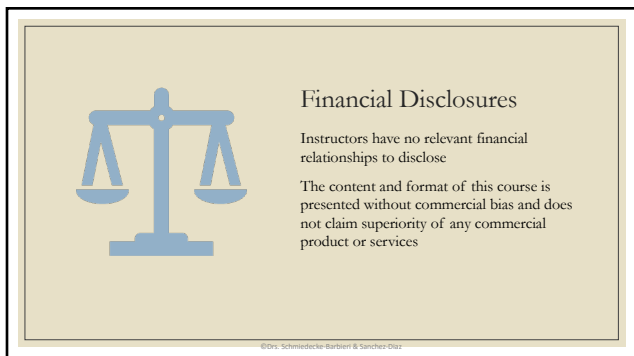 Financial Disclosures
Instructors have no relevant financial
relationships to disclose
The content and format of this course is
presented without commercial bias and does
not claim superiority of any commercial
product or services
©Drs. Schmiedecke-Barbieri & Sanchez-Diaz